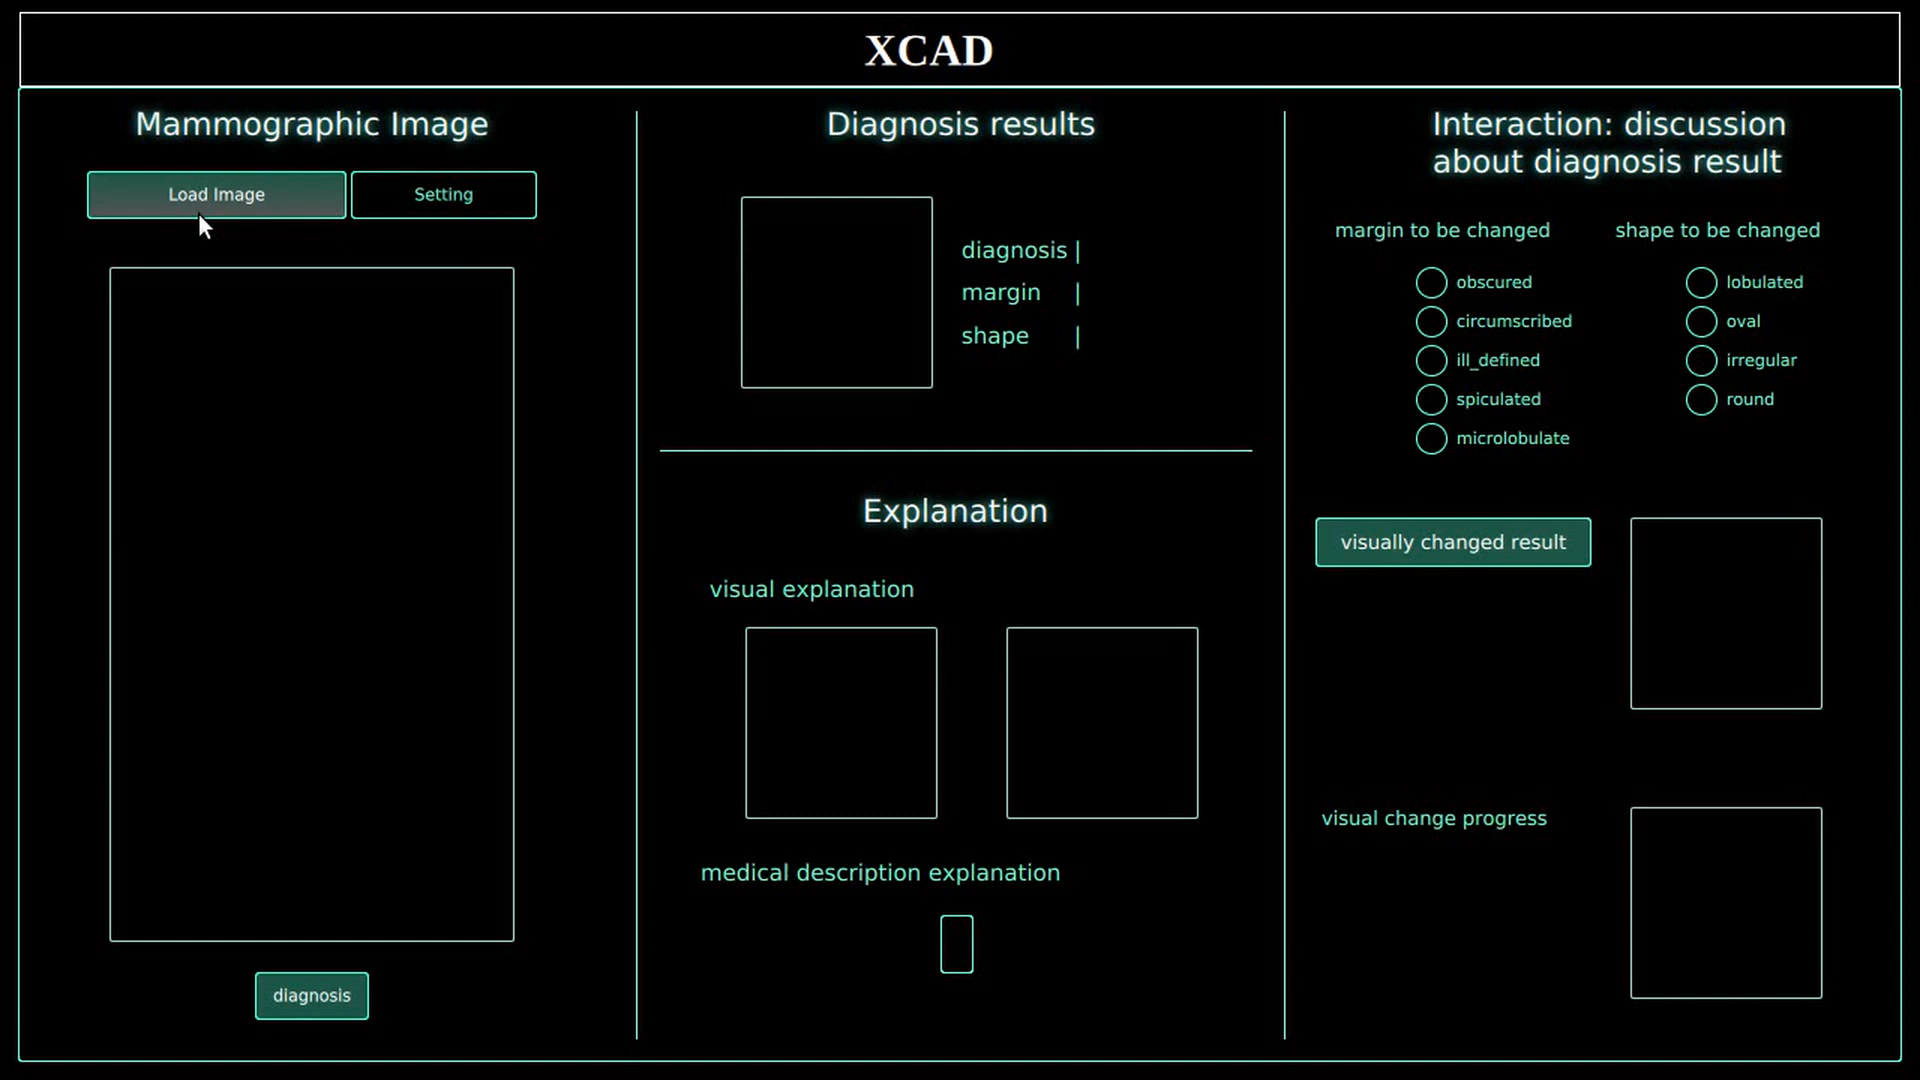 XCAD
Mammographic Image
Load Image
Setting
diagnosis
Diagnosis results
diagnosis |
margin |
shape |
Explanation
visual explanation
medical description explanation
Interaction: discussion
about diagnosis result
margin to be changed
obscured
circumscribed
ill_defined
spiculated
microlobulate
shape to be changed
lobulated
oval
irregular
round
visually changed result
visual change progress